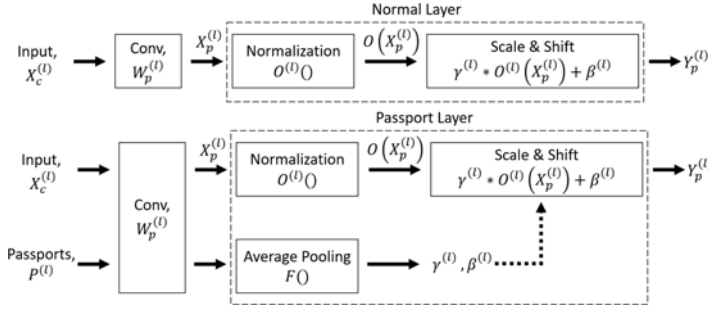 Normal Layer
Input, X_c^{(l)}
Conv, W_p^{(l)}
X_p^{(l)}
Normalization O^{(l)}()
O(X_p^{(l)})
Scale & Shift
γ^{(l)} * O^{(l)}(X_p^{(l)}) + β^{(l)}
Y_p^{(l)}
Passport Layer
Input, X_c^{(l)}
Conv, W_p^{(l)}
X_p^{(l)}
Normalization O^{(l)}()
O(X_p^{(l)})
Scale & Shift
γ^{(l)} * O^{(l)}(X_p^{(l)}) + β^{(l)}
Y_p^{(l)}
Passports, P^{(l)}
Average Pooling F()
γ^{(l)}, β^{(l)}